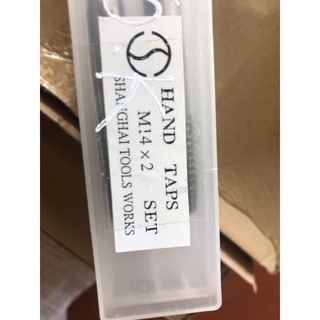 HAND TAPS
M14×2 SET
SHANGHAI TOOLS WORKS